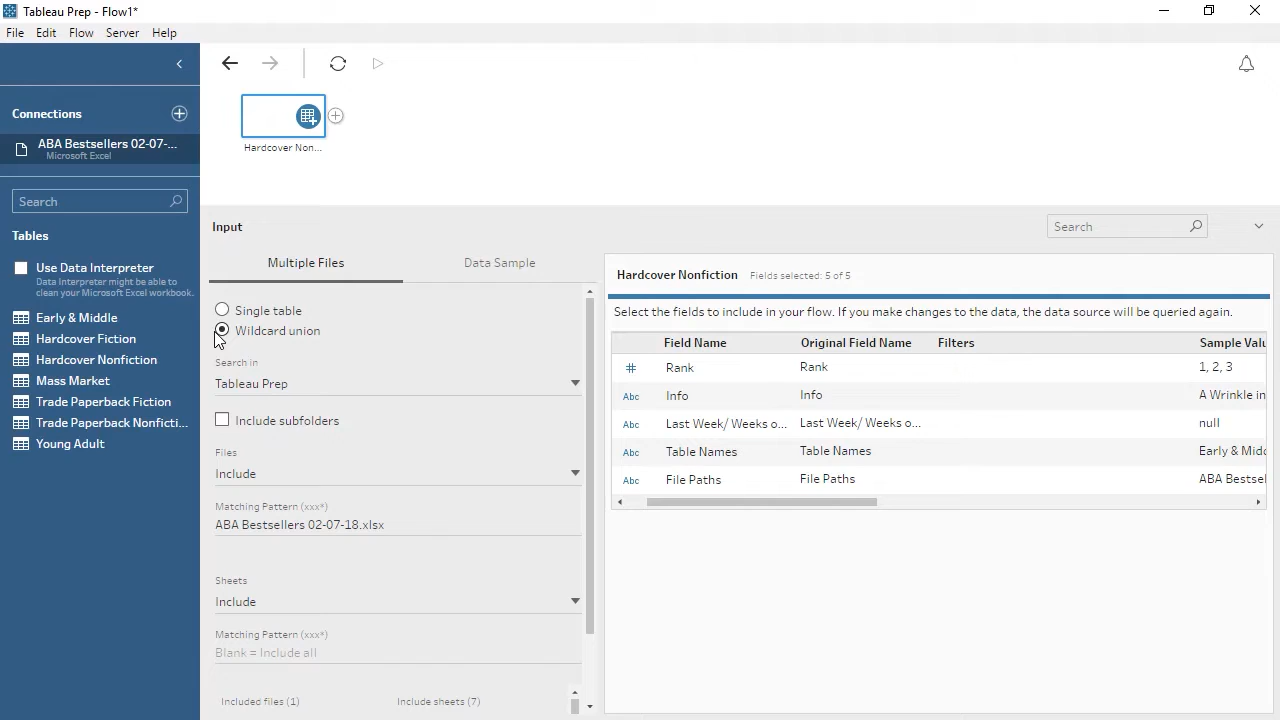 Tableau Prep - Flow1*
File Edit Flow Server Help
Connections
ABA Bestsellers 02-07-...
Microsoft Excel
Search
Tables
Use Data Interpreter
Data Interpreter might be able to
clean your Microsoft Excel workbook.
Early & Middle
Hardcover Fiction
Hardcover Nonfiction
Mass Market
Trade Paperback Fiction
Trade Paperback Nonficti...
Young Adult
Hardcover Non...
Input
Search
Multiple Files
Data Sample
Single table
Wildcard union
Search in
Tableau Prep
Include subfolders
Files
Include
Matching Pattern (xxx*)
ABA Bestsellers 02-07-18.xlsx
Sheets
Include
Matching Pattern (xxx*)
Blank = Include all
Included files (1)
Include sheets (7)
Hardcover Nonfiction Fields selected: 5 of 5
Select the fields to include in your flow. If you make changes to the data, the data source will be queried again.
Field Name Original Field Name Filters Sample Valu
# Rank Rank 1, 2, 3
Abc Info Info A Wrinkle in
Abc Last Week/ Weeks o... Last Week/ Weeks o... null
Abc Table Names Table Names Early & Midd
Abc File Paths File Paths ABA Bestsel